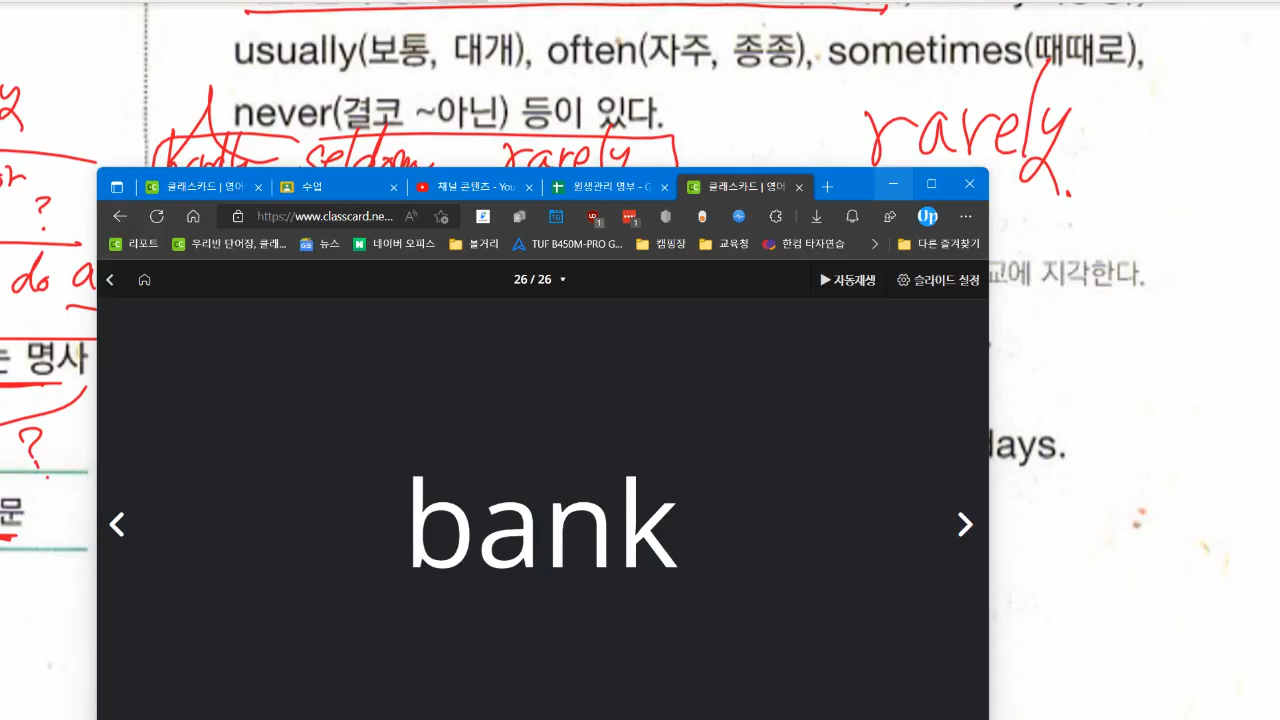 usually(보통, 대개), often(자주, 종종), sometimes(때때로),
never(결코 ~아닌) 등이 있다.
rarely
seldom rarely
?
do a
는 명사
?
문
클래스카드 | 영어
수업
채널 콘텐츠 - You
원생관리 명부 - G
클래스카드 | 영어
https://www.classcard.ne...
리포트
우리반 단어장, 클래...
뉴스
네이버 오피스
볼거리
TUF B450M-PRO G...
캠핑장
교육청
한컴 타자연습
다른 즐겨찾기
26 / 26
자동재생
슬라이드 설정
교에 지각한다.
days.
bank